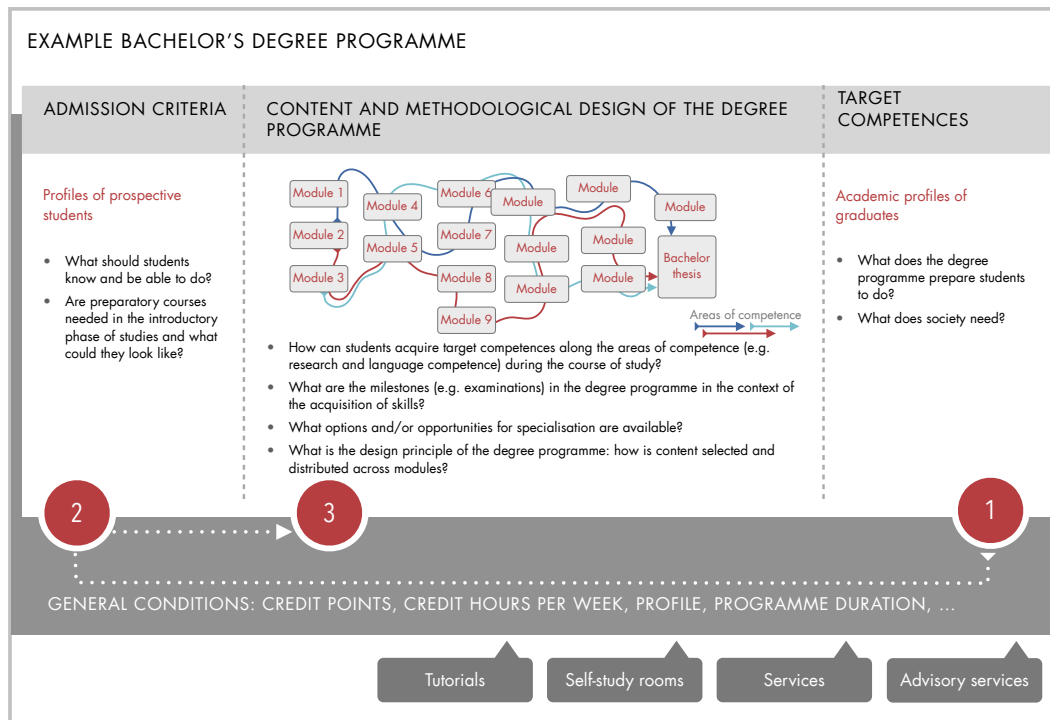 EXAMPLE BACHELOR'S DEGREE PROGRAMME
ADMISSION CRITERIA
CONTENT AND METHODOLOGICAL DESIGN OF THE DEGREE
PROGRAMME
TARGET
COMPETENCES
Profiles of prospective
students
• What should students
know and be able to do?
• Are preparatory courses
needed in the introductory
phase of studies and what
could they look like?
Module 1
Module 2
Module 3
Module 4
Module 5
Module 6
Module 7
Module 8
Module 9
Module
Module
Module
Module
Module
Module
Module
Bachelor
thesis
Areas of competence
• How can students acquire target competences along the areas of competence (e.g.
research and language competence) during the course of study?
• What are the milestones (e.g. examinations) in the degree programme in the context of
the acquisition of skills?
• What options and/or opportunities for specialisation are available?
• What is the design principle of the degree programme: how is content selected and
distributed across modules?
Academic profiles of
graduates
• What does the degree
programme prepare students
to do?
• What does society need?
2
3
1
GENERAL CONDITIONS: CREDIT POINTS, CREDIT HOURS PER WEEK, PROFILE, PROGRAMME DURATION, ...
Tutorials
Self-study rooms
Services
Advisory services